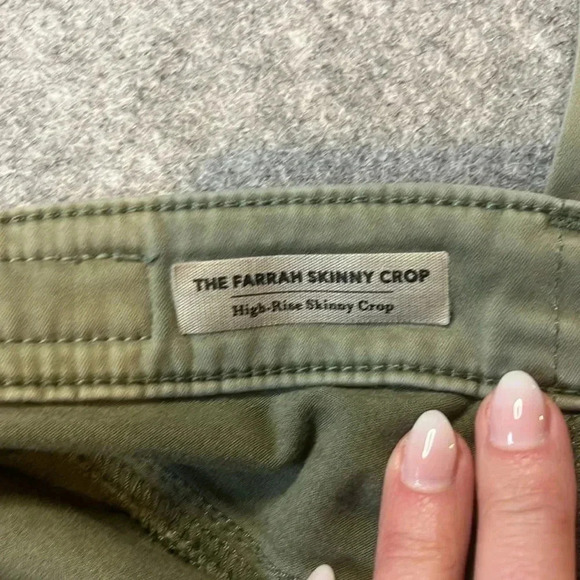 THE FARRAH SKINNY CROP
High-Rise Skinny Crop